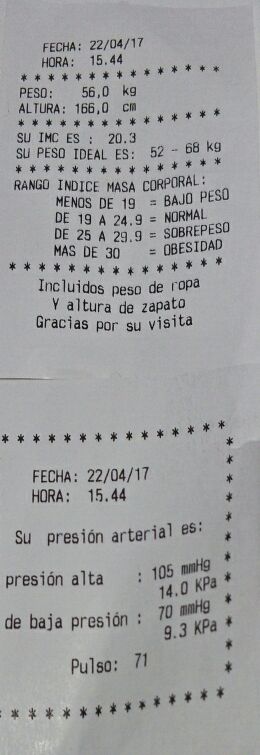 FECHA: 22/04/17
HORA: 15.44
* * * * * * * * * * * * * *
PESO: 56,0 kg
ALTURA: 166,0 cm
* * * * * * * * * * * * * *
SU IMC ES : 20.3
SU PESO IDEAL ES: 52 - 68 kg
* * * * * * * * * * * * * *
RANGO INDICE MASA CORPORAL:
MENOS DE 19 = BAJO PESO
DE 19 A 24.9 = NORMAL
DE 25 A 29.9 = SOBREPESO
MAS DE 30 = OBESIDAD
* * * * * * * * * * * * * *
Incluidos peso de ropa
Y altura de zapato
Gracias por su visita
* * * * * * * * * * * * * * *
FECHA: 22/04/17
HORA: 15.44
Su presión arterial es:
presión alta : 105 mmHg
14.0 KPa
de baja presión : 70 mmHg
9.3 KPa
Pulso: 71
* * * * * * * * * * * * * * *